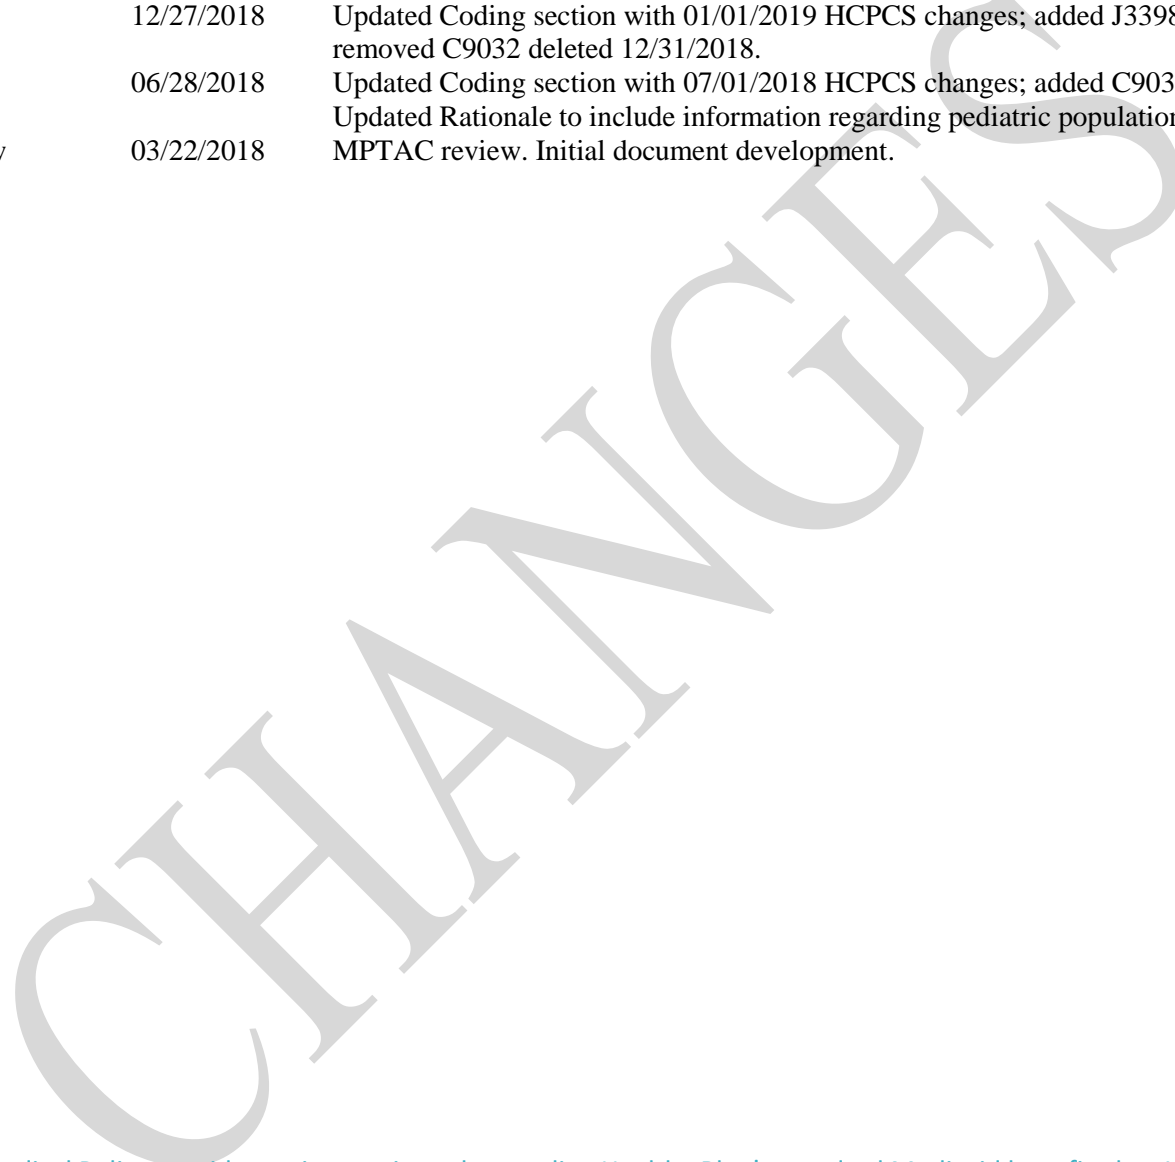 12/27/2018 Updated Coding section with 01/01/2019 HCPCS changes; added J3398
removed C9032 deleted 12/31/2018.
06/28/2018 Updated Coding section with 07/01/2018 HCPCS changes; added
Updated Rationale to include information regarding pediatric population
03/22/2018 MPTAC review. Initial document development.
CHANGES